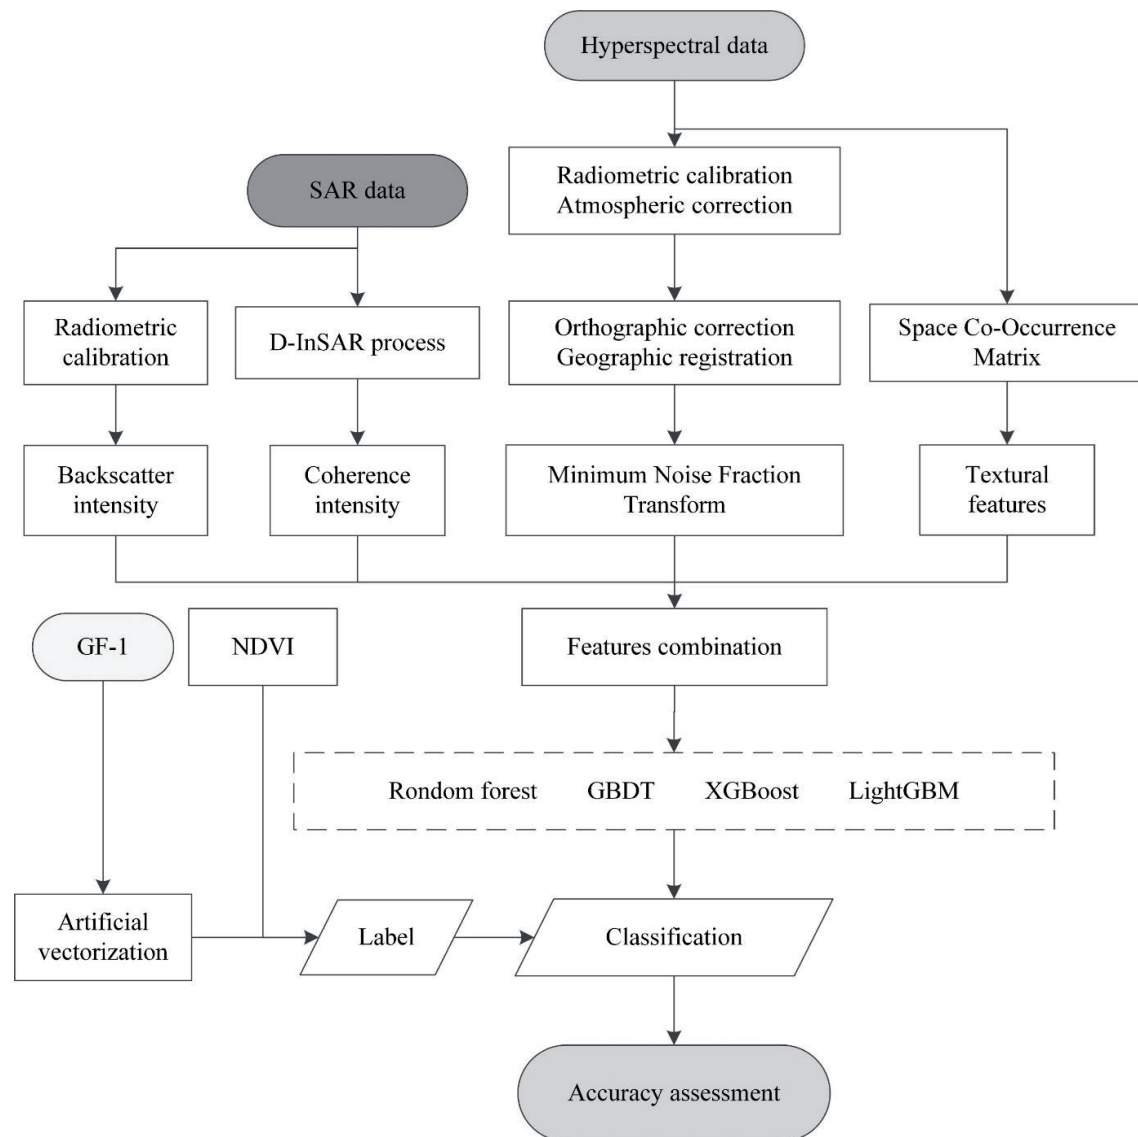 Hyperspectral data
SAR data
Radiometric calibration
Atmospheric correction
Radiometric
calibration
D-InSAR process
Orthographic correction
Geographic registration
Space Co-Occurrence
Matrix
Backscatter
intensity
Coherence
intensity
Minimum Noise Fraction
Transform
Textural
features
GF-1
NDVI
Features combination
Rondom forest GBDT XGBoost LightGBM
Artificial
vectorization
Label
Classification
Accuracy assessment